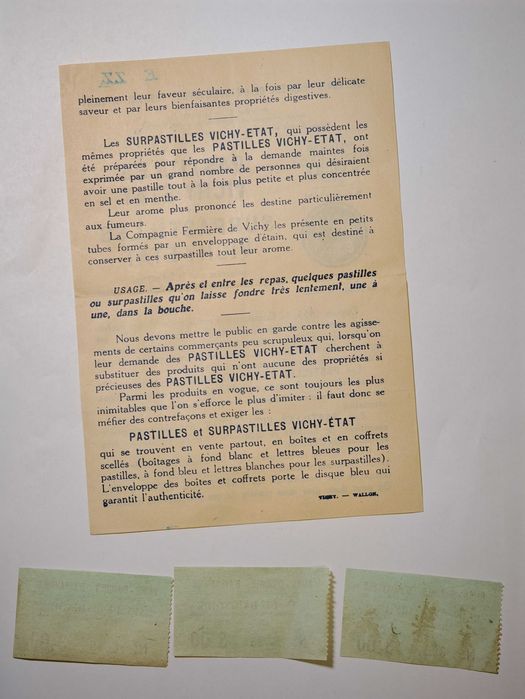 pleinement leur faveur séculaire, à la fois par leur délicate
saveur et par leurs bienfaisantes propriétés digestives.
Les SURPASTILLES VICHY-ETAT, qui possèdent les
mêmes propriétés que les PASTILLES VICHY-ETAT, ont
été préparées pour répondre à la demande maintes fois
exprimée par un grand nombre de personnes qui désiraient
avoir une pastille tout à la fois plus petite et plus concentrée
en sel et en menthe.
Leur arome plus prononcé les destine particulièrement
aux fumeurs.
La Compagnie Fermière de Vichy les présente en petits
tubes formés par un enveloppage d'étain, qui est destiné à
conserver à ces surpastilles tout leur arome.
USAGE. — Après el entre les repas, quelques pastilles
ou surpastilles qu'on laisse fondre très lentement, une à
une, dans la bouche.
Nous devons mettre le public en garde contre les agisse-
ments de certains commerçants peu scrupuleux qui, lorsqu'on
leur demande des PASTILLES VICHY-ETAT cherchent à
substituer des produits qui n'ont aucune des propriétés si
précieuses des PASTILLES VICHY-ETAT.
Parmi les produits en vogue, ce sont toujours les plus
inimitables que l'on s'efforce le plus d'imiter : il faut donc se
méfier des contrefaçons et exiger les :
PASTILLES et SURPASTILLES VICHY-ÉTAT
qui se trouvent en vente partout, en boîtes et en coffrets
scellés (boîtages à fond blanc et lettres bleues pour les
pastilles, à fond bleu et lettres blanches pour les surpastilles).
L'enveloppe des boîtes et coffrets porte le disque bleu qui
garantit l'authenticité.
VICHY. — WALLON.